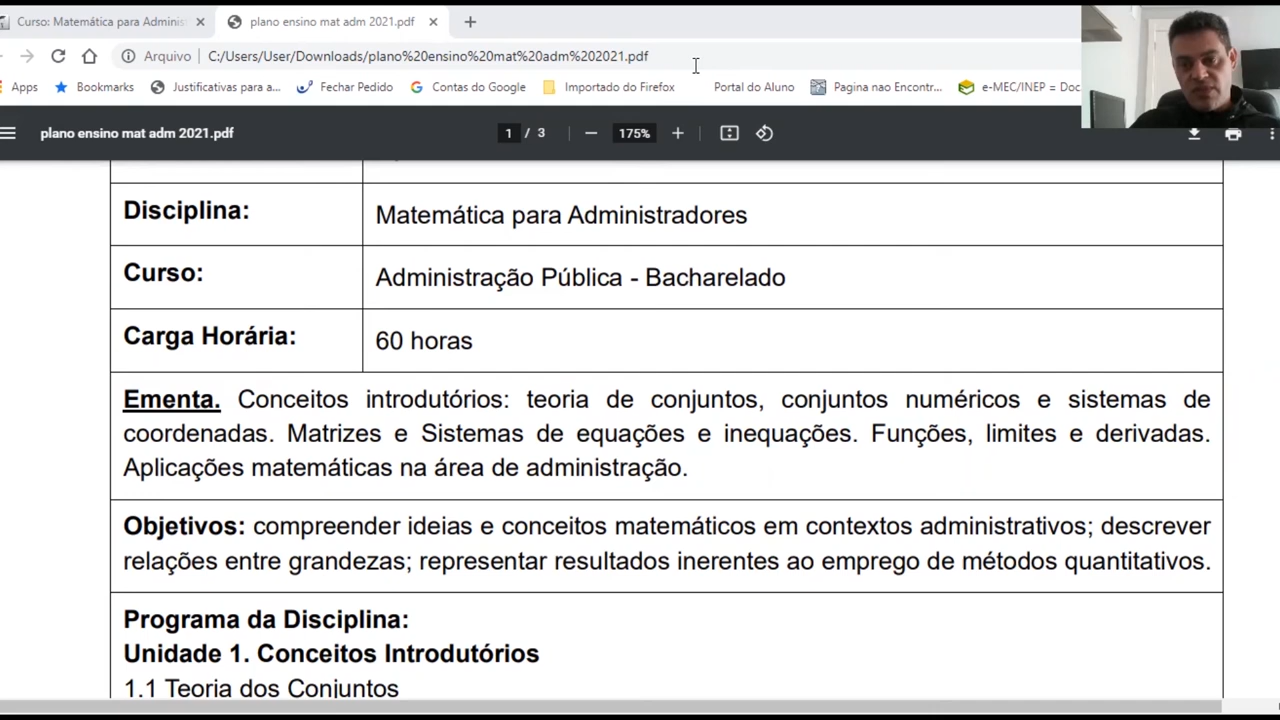 Curso: Matemática para Adminis
plano ensino mat adm 2021.pdf
Arquivo
C:/Users/User/Downloads/plano%20ensino%20mat%20adm%202021.pdf
Apps
Bookmarks
Justificativas para a...
Fechar Pedido
Contas do Google
Importado do Firefox
Portal do Aluno
Pagina nao Encontr...
e-MEC/INEP = Doc
plano ensino mat adm 2021.pdf
1 / 3
175%
Disciplina: Matemática para Administradores
Curso: Administração Pública - Bacharelado
Carga Horária: 60 horas
Ementa. Conceitos introdutórios: teoria de conjuntos, conjuntos numéricos e sistemas de
coordenadas. Matrizes e Sistemas de equações e inequações. Funções, limites e derivadas.
Aplicações matemáticas na área de administração.
Objetivos: compreender ideias e conceitos matemáticos em contextos administrativos; descrever
relações entre grandezas; representar resultados inerentes ao emprego de métodos quantitativos.
Programa da Disciplina:
Unidade 1. Conceitos Introdutórios
1.1 Teoria dos Conjuntos